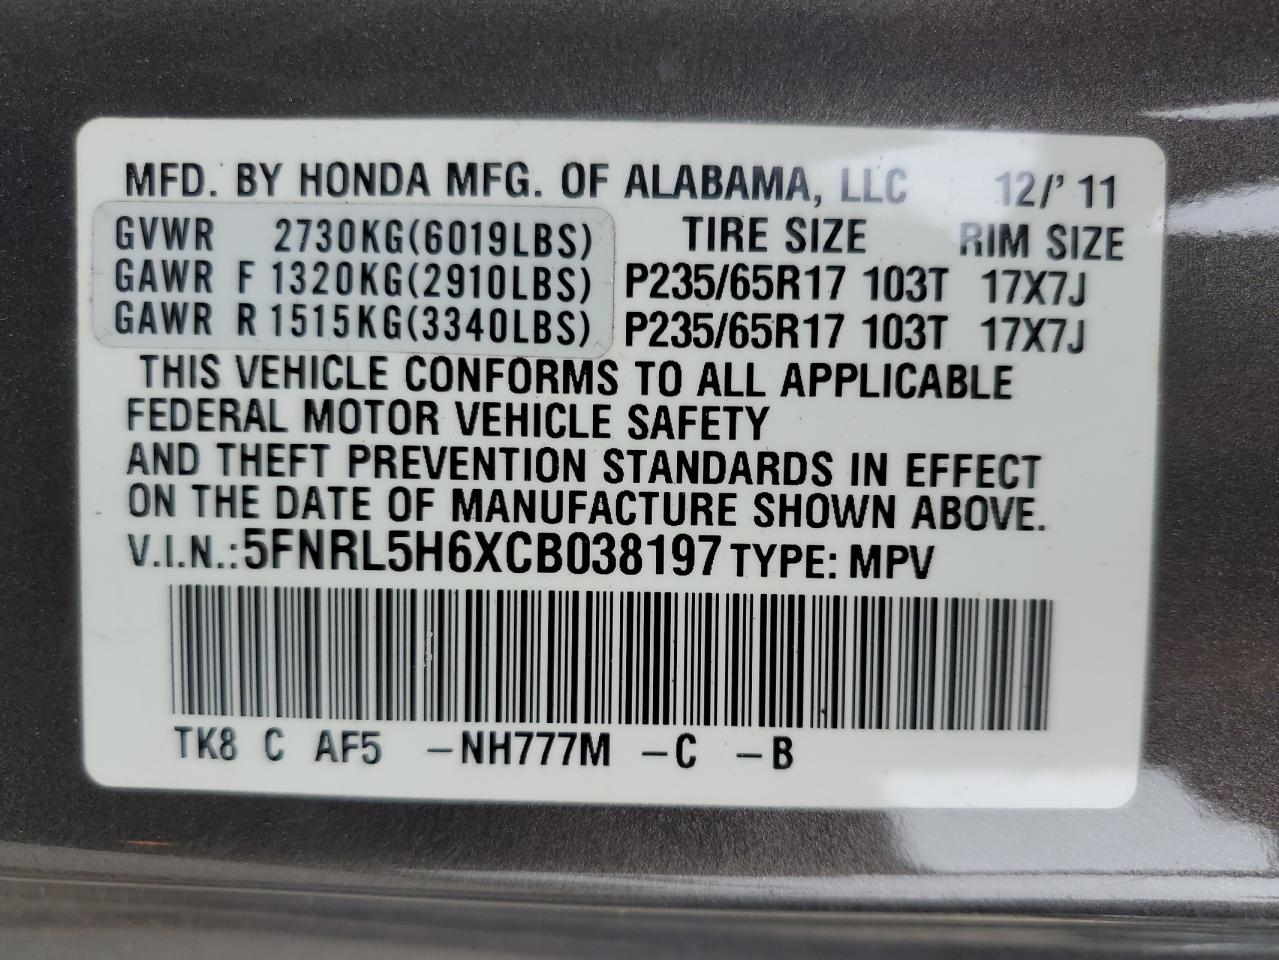 MFD. BY HONDA MFG. OF ALABAMA, LLC 12/'11
GVWR 2730KG(6019LBS) TIRE SIZE RIM SIZE
GAWR F 1320KG(2910LBS) P235/65R17 103T 17X7J
GAWR R 1515KG(3340LBS) P235/65R17 103T 17X7J
THIS VEHICLE CONFORMS TO ALL APPLICABLE
FEDERAL MOTOR VEHICLE SAFETY
AND THEFT PREVENTION STANDARDS IN EFFECT
ON THE DATE OF MANUFACTURE SHOWN ABOVE.
V.I.N.: 5FNRL5H6XCB038197 TYPE: MPV
TK8 C AF5 -NH777M -C -B